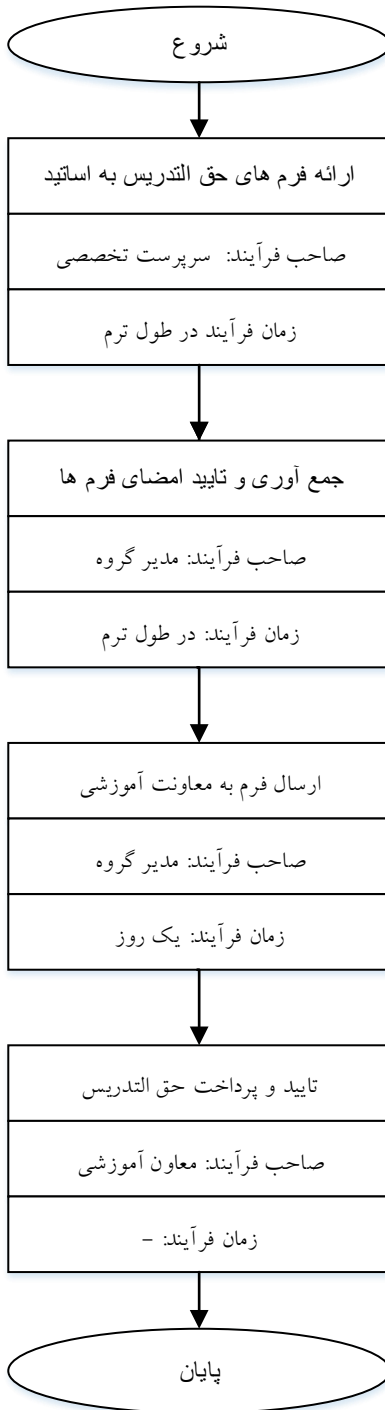 شروع
ارائه فرم های حق التدریس به اساتید
صاحب فرآیند: سرپرست تخصصی
زمان فرآیند در طول ترم
جمع آوری و تایید امضای فرم ها
صاحب فرآیند: مدیر گروه
زمان فرآیند: در طول ترم
ارسال فرم به معاونت آموزشی
صاحب فرآیند: مدیر گروه
زمان فرآیند: یک روز
تایید و پرداخت حق التدریس
صاحب فرآیند: معاون آموزشی
زمان فرآیند: -
پایان